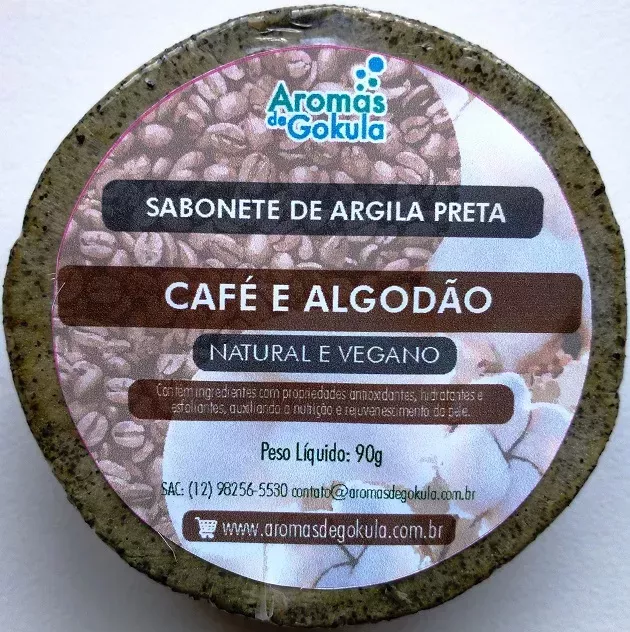 Aromas
de Gokula
SABONETE DE ARGILA PRETA
CAFÉ E ALGODÃO
NATURAL E VEGANO
Contem ingredientes com propriedades antioxidantes, hidratantes e
esfoliantes, auxiliando a nutrição e rejuvenescimento da pele.
Peso Líquido: 90g
SAC: (12) 98256-5530 contato@aromasdegokula.com.br
www.aromasdegokula.com.br